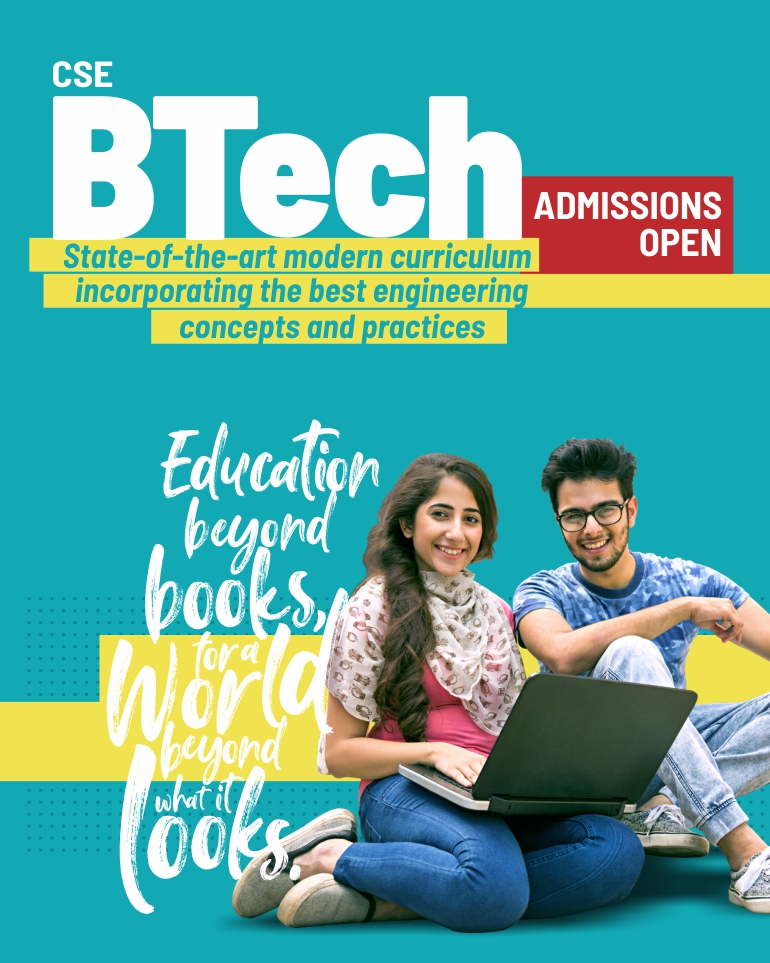 CSE
BTech
ADMISSIONS
OPEN
State-of-the-art modern curriculum
incorporating the best engineering
concepts and practices
Education
beyond
books,
for a
World
beyond
what it
looks.